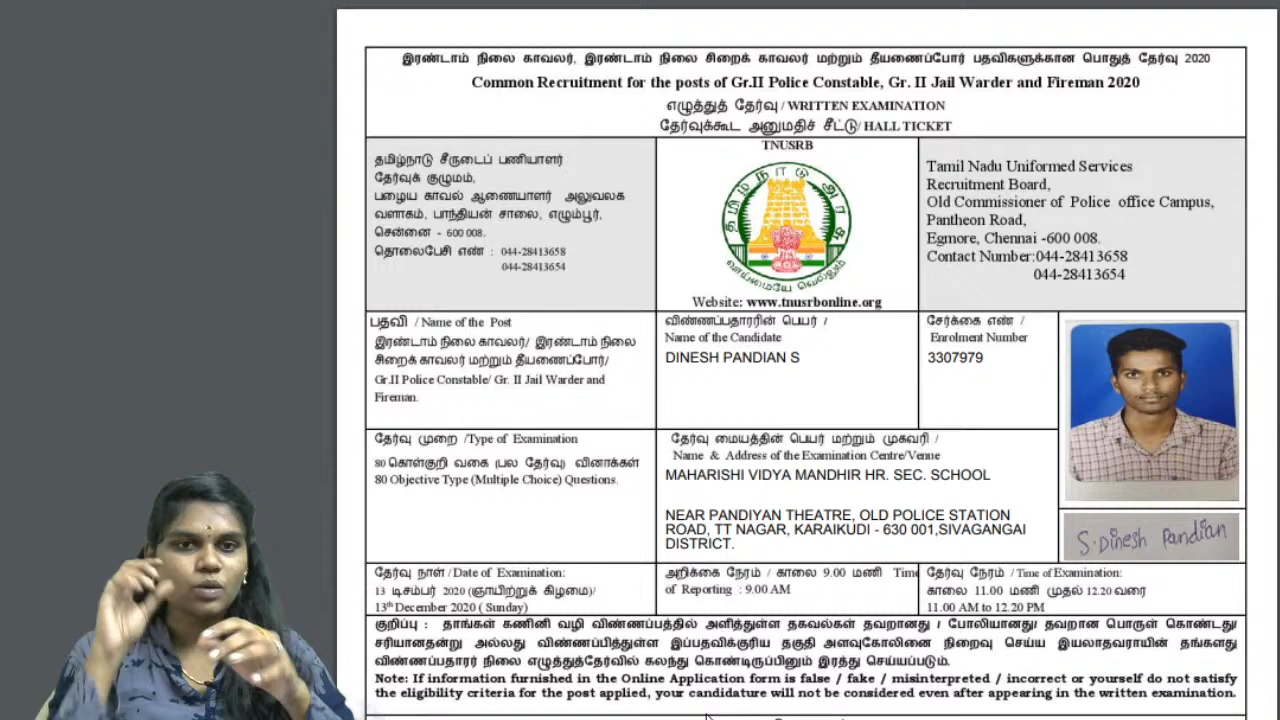 இரண்டாம் நிலை காவலர், இரண்டாம் நிலை சிறைக் காவலர் மற்றும் தீயணைப்போர் பதவிகளுக்கான பொதுத் தேர்வு 2020
Common Recruitment for the posts of Gr.II Police Constable, Gr. II Jail Warder and Fireman 2020
எழுத்துத் தேர்வு / WRITTEN EXAMINATION
தேர்வுக்கூட அனுமதிச் சீட்டு/ HALL TICKET
தமிழ்நாடு சீருடைப் பணியாளர்
தேர்வுக் குழுமம்,
பழைய காவல் ஆணையாளர் அலுவலக
வளாகம், பாந்தியன் சாலை, எழும்பூர்,
சென்னை - 600 008.
தொலைபேசி எண் : 044-28413658
044-28413654
TNUSRB
தமிழ்நாடு அரசு
வாய்மையே வெல்லும்
Website: www.tnusrbonline.org
Tamil Nadu Uniformed Services
Recruitment Board,
Old Commissioner of Police office Campus,
Pantheon Road,
Egmore, Chennai -600 008.
Contact Number:044-28413658
044-28413654
பதவி / Name of the Post
இரண்டாம் நிலை காவலர்/ இரண்டாம் நிலை
சிறைக் காவலர் மற்றும் தீயணைப்போர்/
Gr.II Police Constable/ Gr. II Jail Warder and
Fireman.
விண்ணப்பதாரரின் பெயர் /
Name of the Candidate
DINESH PANDIAN S
சேர்க்கை எண் /
Enrolment Number
3307979
தேர்வு முறை /Type of Examination
80 கொள்குறி வகை (பல தேர்வு) வினாக்கள்
80 Objective Type (Multiple Choice) Questions.
தேர்வு மையத்தின் பெயர் மற்றும் முகவரி /
Name & Address of the Examination Centre/Venue
MAHARISHI VIDYA MANDHIR HR. SEC. SCHOOL
NEAR PANDIYAN THEATRE, OLD POLICE STATION
ROAD, TT NAGAR, KARAIKUDI - 630 001,SIVAGANGAI
DISTRICT.
S.Dinesh Pandian
தேர்வு நாள் / Date of Examination:
13 டிசம்பர் 2020 (ஞாயிற்றுக் கிழமை)/
13th December 2020 ( Sunday)
அறிக்கை நேரம் / காலை 9.00 மணி Time
of Reporting : 9.00 AM
தேர்வு நேரம் / Time of Examination:
காலை 11.00 மணி முதல் 12.20 வரை
11.00 AM to 12.20 PM
குறிப்பு : தாங்கள் கணினி வழி விண்ணப்பத்தில் அளித்துள்ள தகவல்கள் தவறானது / போலியானது/ தவறான பொருள் கொண்டது/
சரியானதன்று அல்லது விண்ணப்பித்துள்ள இப்பதவிக்குரிய தகுதி அளவுகோலினை நிறைவு செய்ய இயலாதவராயின் தங்களது
விண்ணப்பதாரர் நிலை எழுத்துத்தேர்வில் கலந்து கொண்டிருப்பினும் இரத்து செய்யப்படும்.
Note: If information furnished in the Online Application form is false / fake / misinterpreted / incorrect or yourself do not satisfy
the eligibility criteria for the post applied, your candidature will not be considered even after appearing in the written examination.